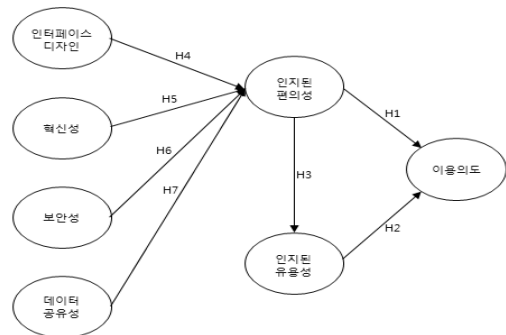 인터페이스
디자인
혁신성
보안성
데이터
공유성
H4
H5
H6
H7
인지된
편의성
H3
인지된
유용성
H1
H2
이용의도